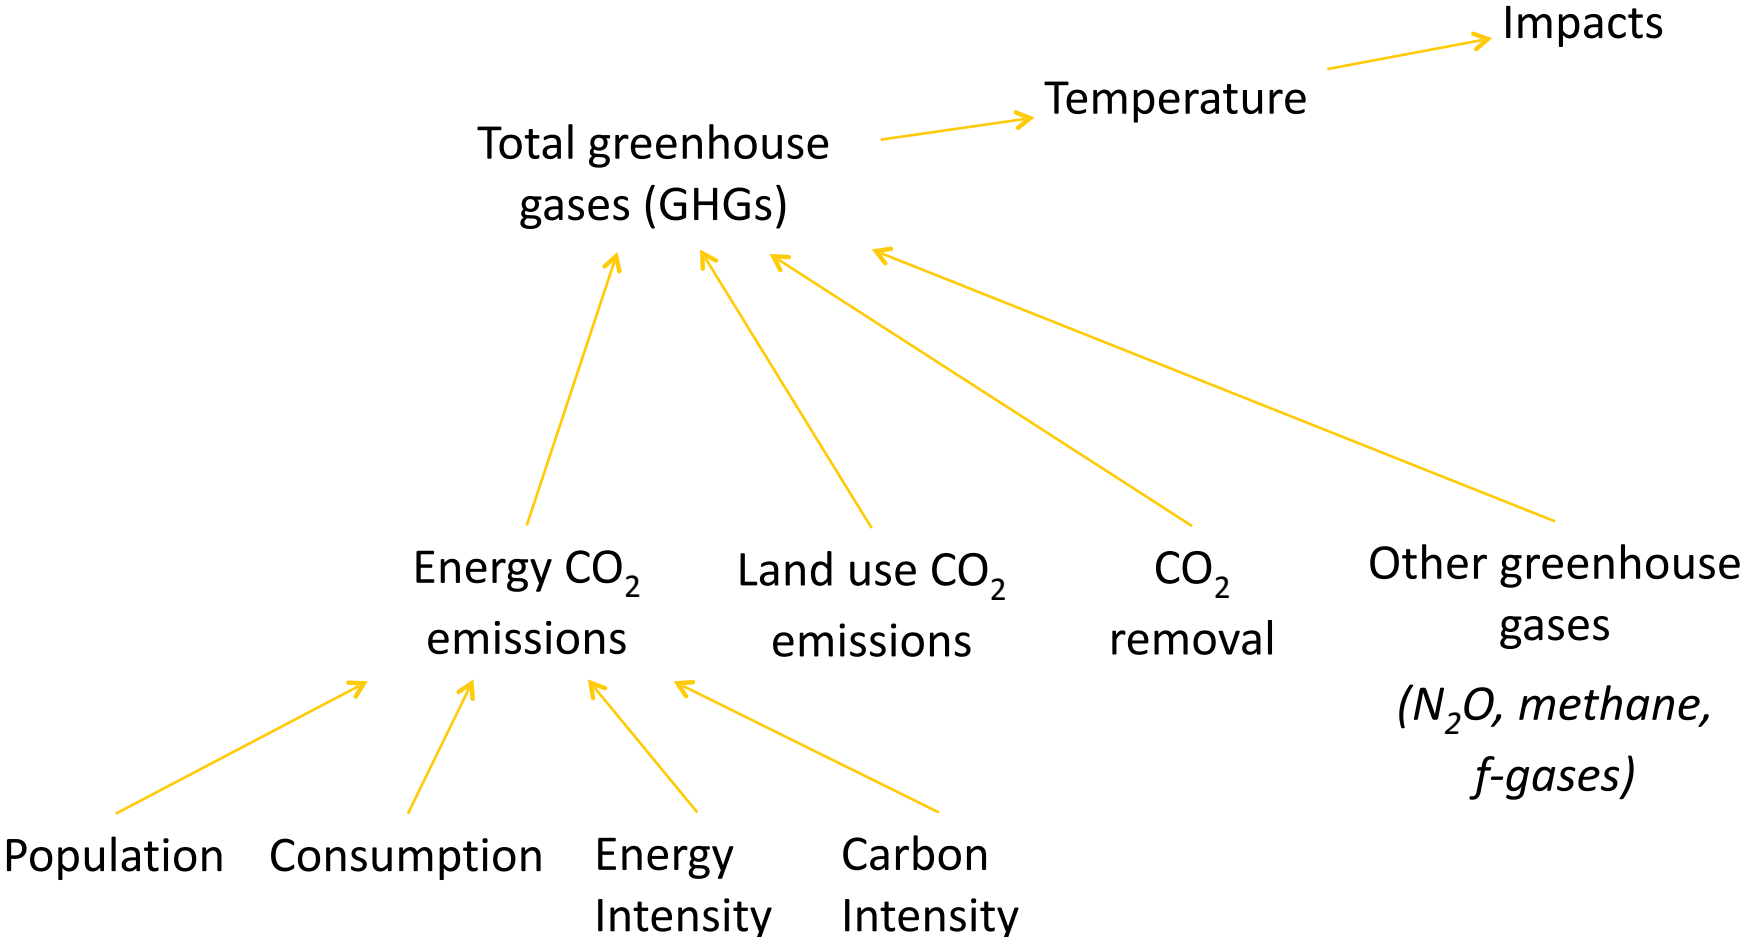 Impacts
Temperature
Total greenhouse
gases (GHGs)
Energy CO₂
emissions
Land use CO₂
emissions
CO₂
removal
Other greenhouse
gases
(N₂O, methane,
f-gases)
Population
Consumption
Energy
Intensity
Carbon
Intensity